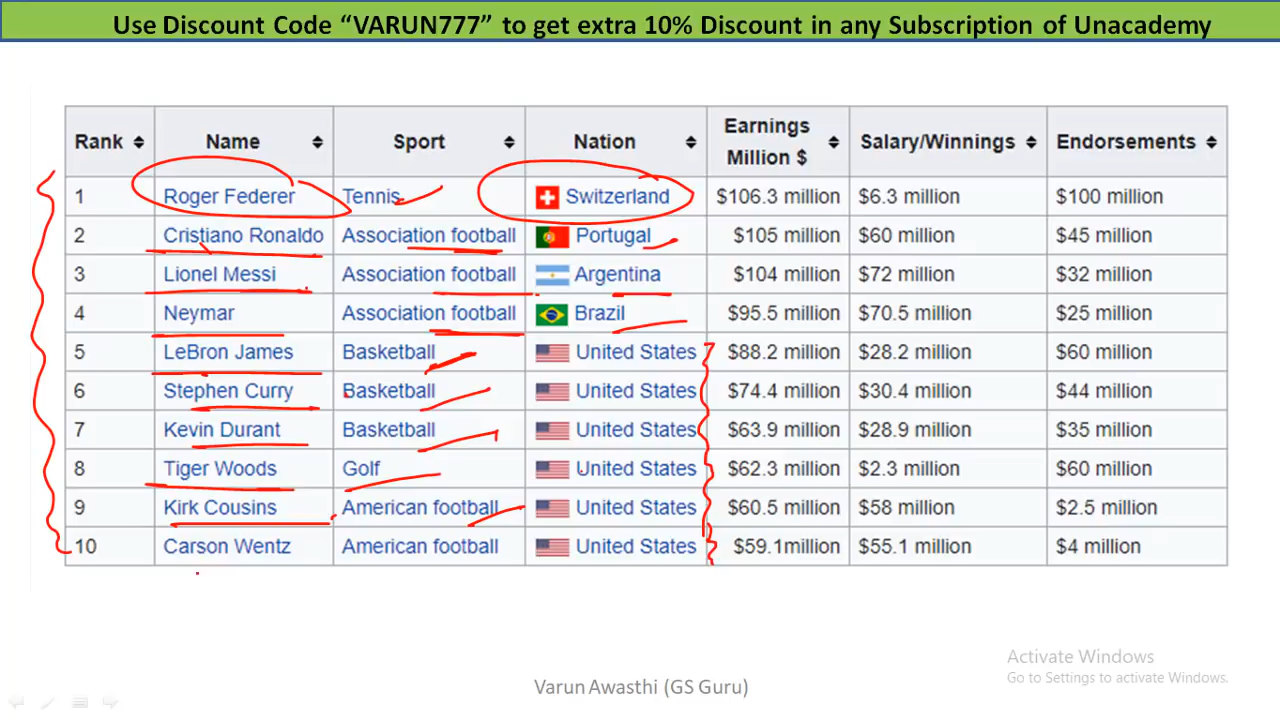 Use Discount Code “VARUN777” to get extra 10% Discount in any Subscription of Unacademy
Rank Name Sport Nation Earnings Million $ Salary/Winnings Endorsements
1 Roger Federer Tennis Switzerland $106.3 million $6.3 million $100 million
2 Cristiano Ronaldo Association football Portugal $105 million $60 million $45 million
3 Lionel Messi Association football Argentina $104 million $72 million $32 million
4 Neymar Association football Brazil $95.5 million $70.5 million $25 million
5 LeBron James Basketball United States $88.2 million $28.2 million $60 million
6 Stephen Curry Basketball United States $74.4 million $30.4 million $44 million
7 Kevin Durant Basketball United States $63.9 million $28.9 million $35 million
8 Tiger Woods Golf United States $62.3 million $2.3 million $60 million
9 Kirk Cousins American football United States $60.5 million $58 million $2.5 million
10 Carson Wentz American football United States $59.1million $55.1 million $4 million
Activate Windows
Go to Settings to activate Windows.
Varun Awasthi (GS Guru)